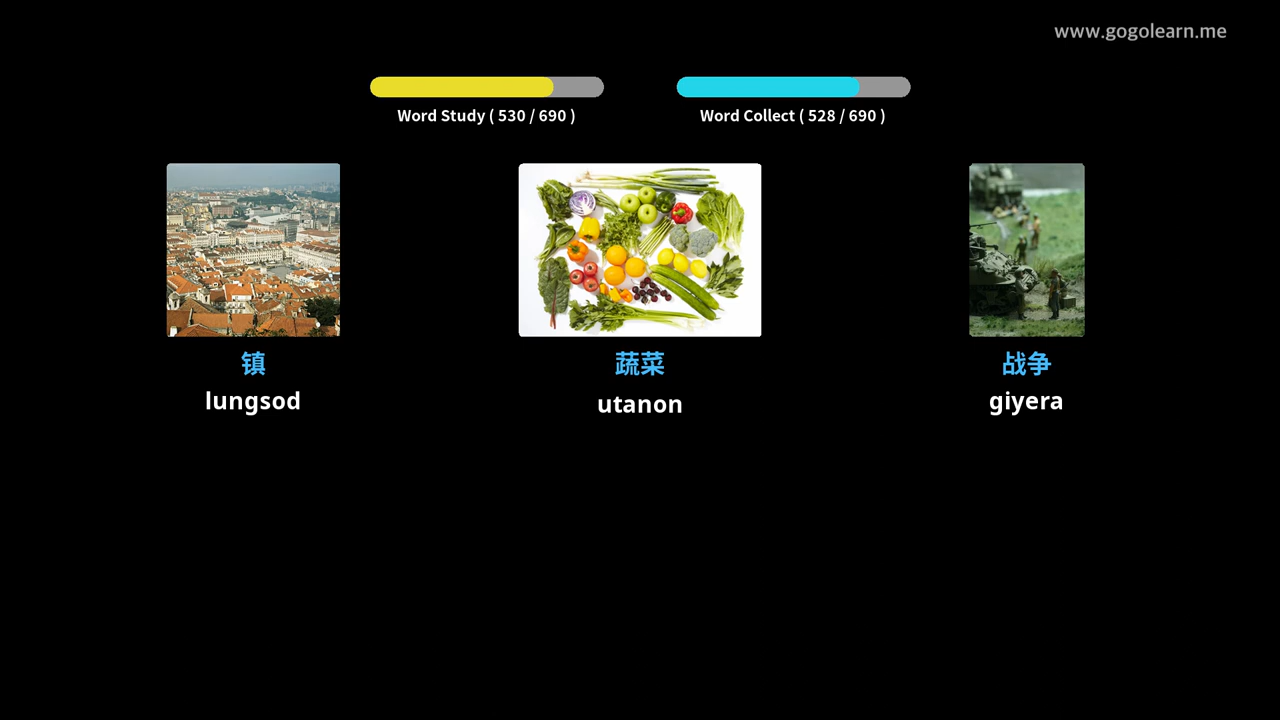 www.gogolearn.me
Word Study ( 530 / 690 )
Word Collect ( 528 / 690 )
镇
lungsod
蔬菜
utanon
战争
giyera